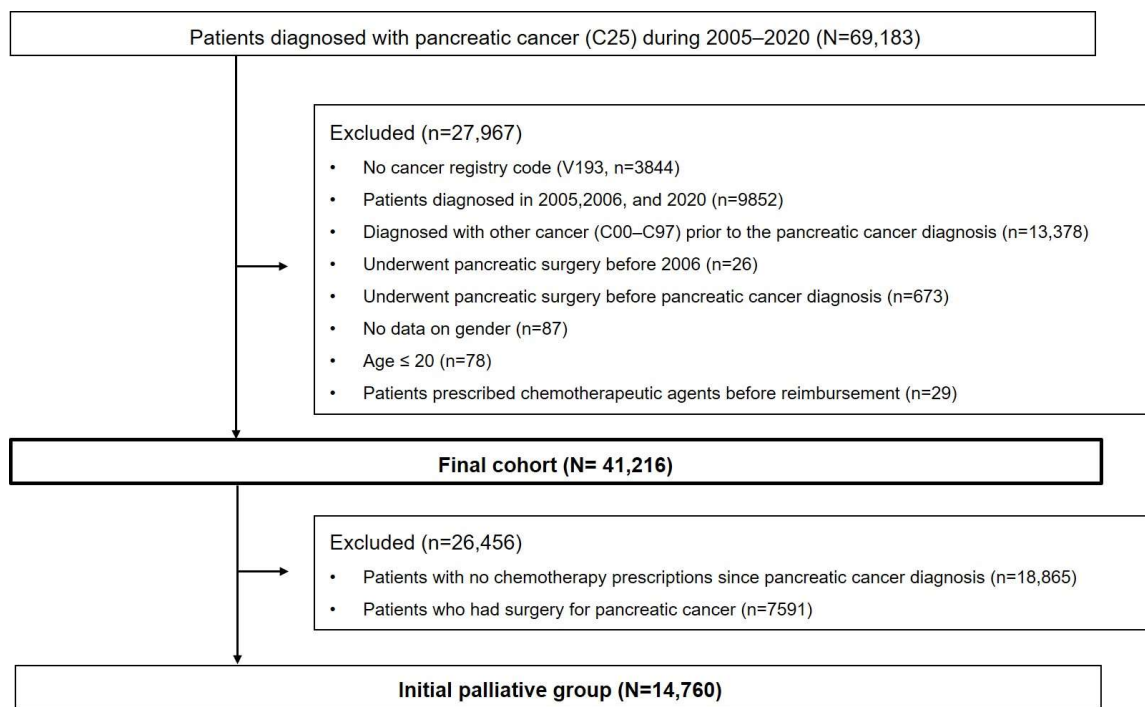 Patients diagnosed with pancreatic cancer (C25) during 2005–2020 (N=69,183)
Excluded (n=27,967)
• No cancer registry code (V193, n=3844)
• Patients diagnosed in 2005,2006, and 2020 (n=9852)
• Diagnosed with other cancer (C00–C97) prior to the pancreatic cancer diagnosis (n=13,378)
• Underwent pancreatic surgery before 2006 (n=26)
• Underwent pancreatic surgery before pancreatic cancer diagnosis (n=673)
• No data on gender (n=87)
• Age ≤ 20 (n=78)
• Patients prescribed chemotherapeutic agents before reimbursement (n=29)
Final cohort (N= 41,216)
Excluded (n=26,456)
• Patients with no chemotherapy prescriptions since pancreatic cancer diagnosis (n=18,865)
• Patients who had surgery for pancreatic cancer (n=7591)
Initial palliative group (N=14,760)